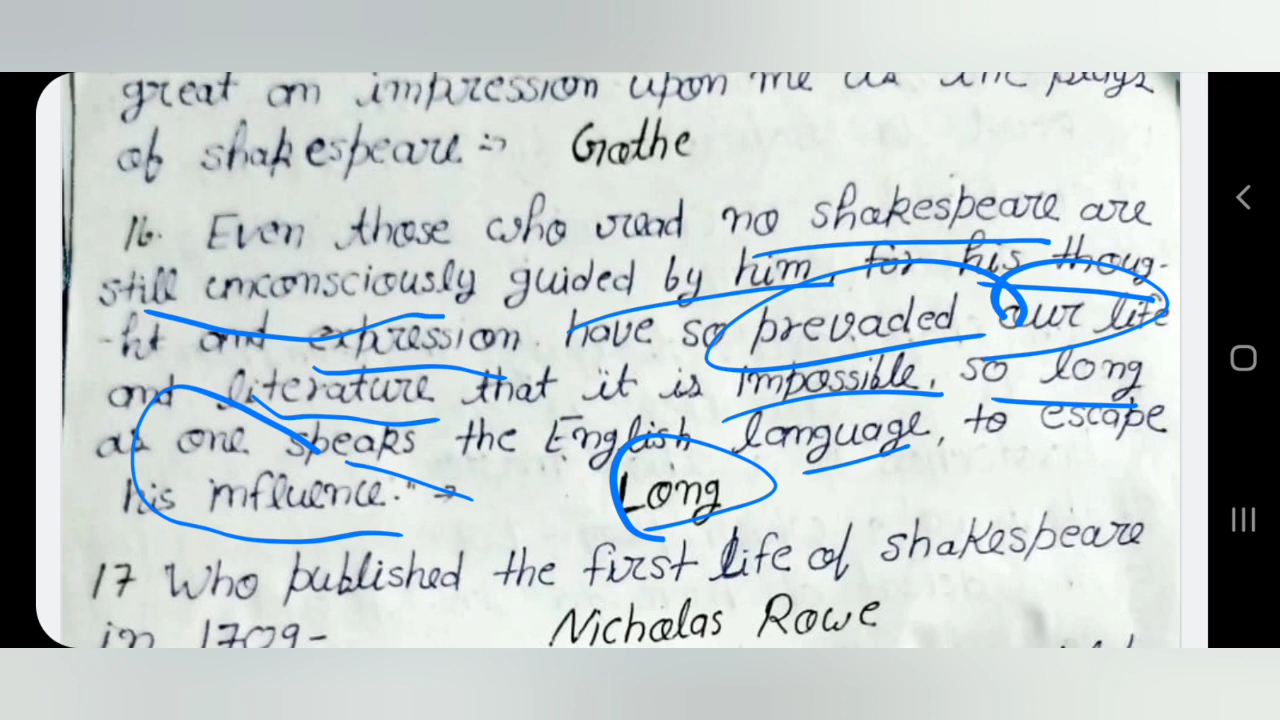 great an impression upon me as the plays
of shakespeare :-> Goethe
16. Even those who read no shakespeare are
still unconsciously guided by him, for his thoug-
-ht and expression have so prevaded our life
and literature that it is impossible, so long
as one speaks the English language, to escape
his influence." → Long
17 Who published the first life of shakespeare
in 1709- Nicholas Rowe